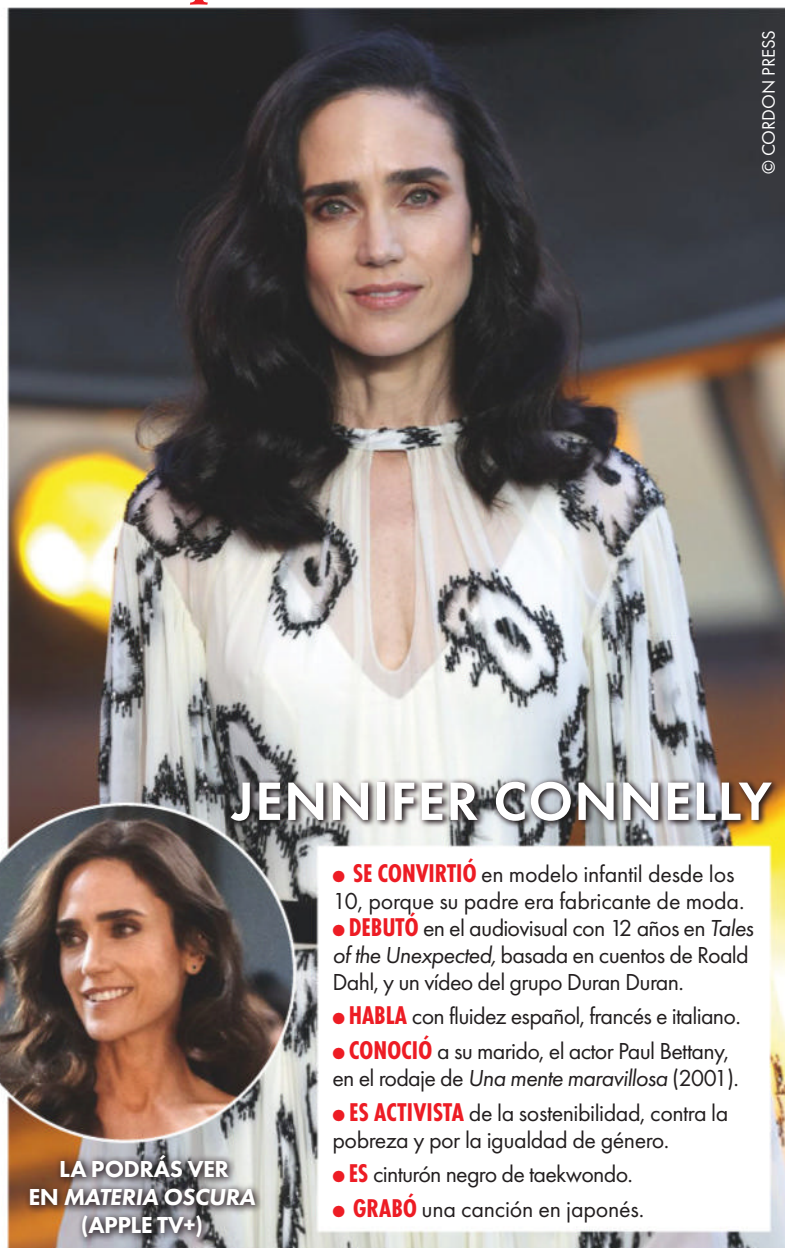 © CORDON PRESS
JENNIFER CONNELLY
● SE CONVIRTIÓ en modelo infantil desde los
10, porque su padre era fabricante de moda.
● DEBUTÓ en el audiovisual con 12 años en Tales
of the Unexpected, basada en cuentos de Roald
Dahl, y un vídeo del grupo Duran Duran.
● HABLA con fluidez español, francés e italiano.
● CONOCIÓ a su marido, el actor Paul Bettany,
en el rodaje de Una mente maravillosa (2001).
● ES ACTIVISTA de la sostenibilidad, contra la
pobreza y por la igualdad de género.
● ES cinturón negro de taekwondo.
● GRABÓ una canción en japonés.
LA PODRÁS VER
EN MATERIA OSCURA
(APPLE TV+)